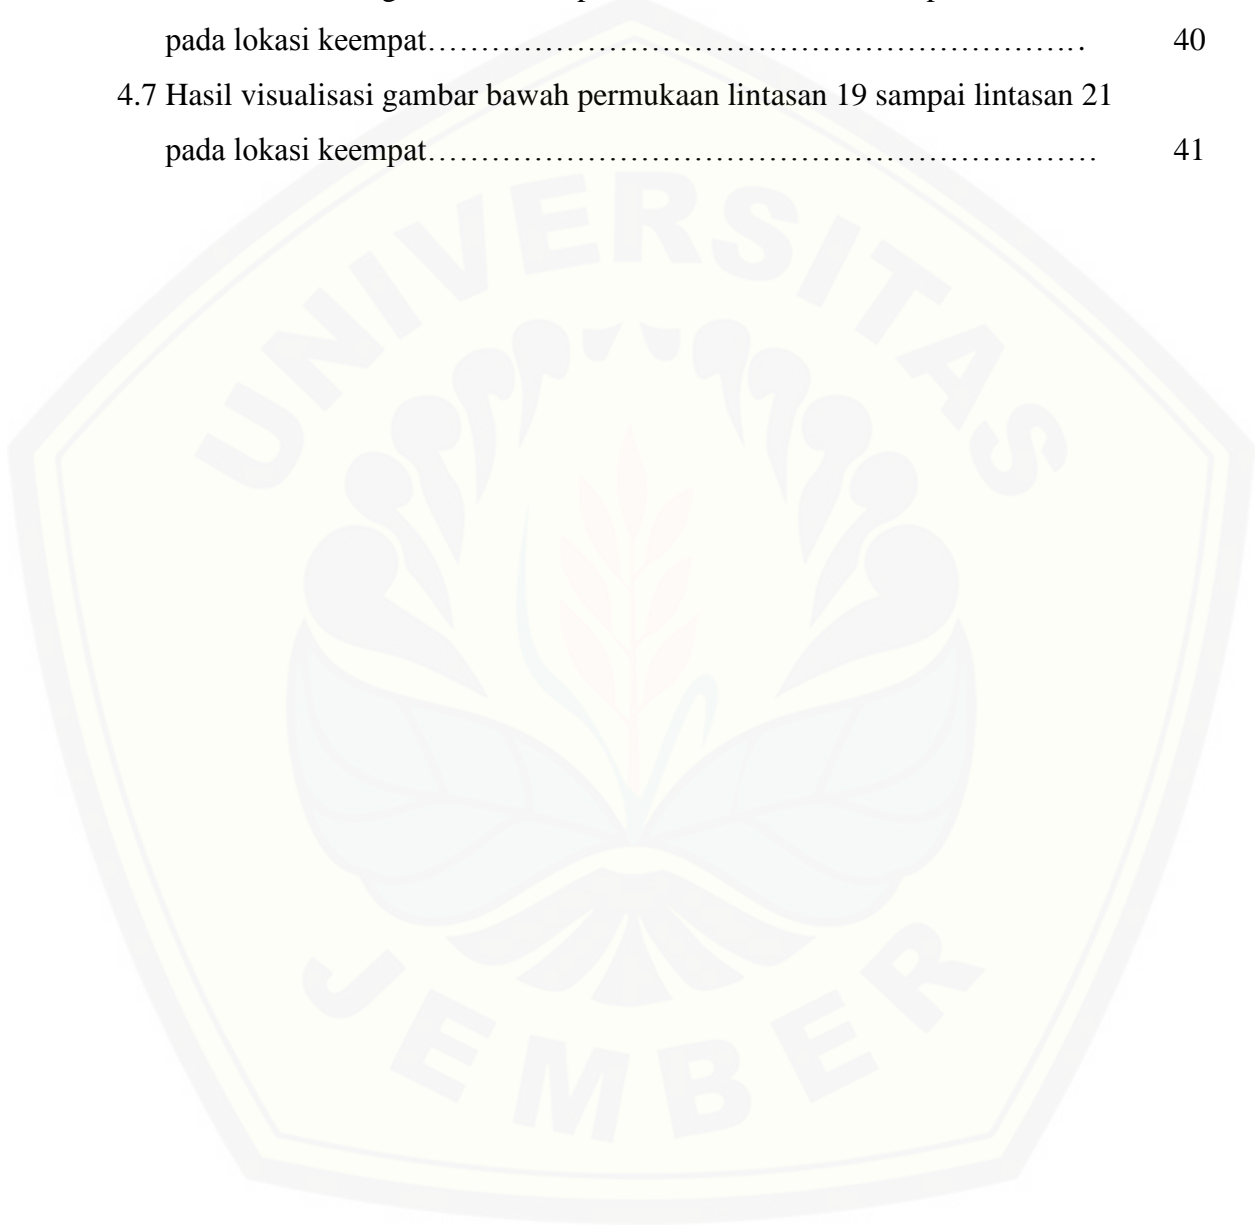 pada lokasi keempat…………………………………………………………. 40
4.7 Hasil visualisasi gambar bawah permukaan lintasan 19 sampai lintasan 21
pada lokasi keempat………………………………………………………… 41
UNIVERSITAS
JEMBER